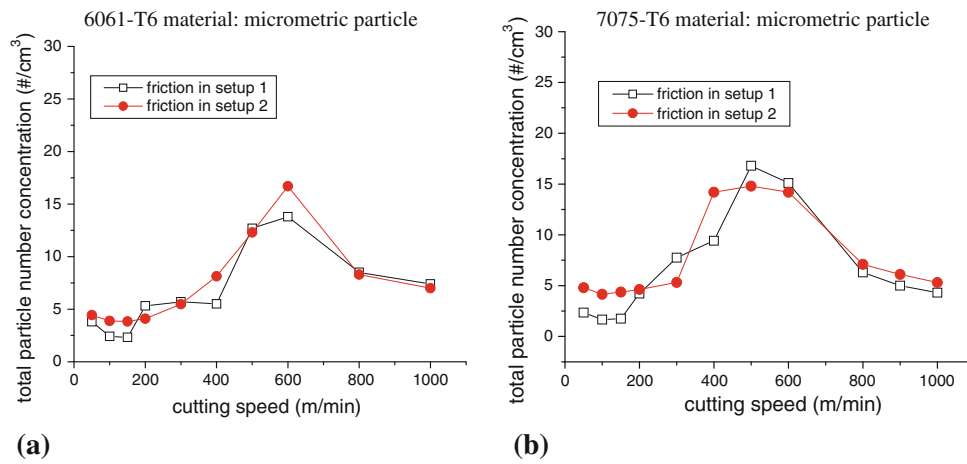 6061-T6 material: micrometric particle
total particle number concentration (#/cm³)
30
25
20
15
10
5
0
friction in setup 1
friction in setup 2
0 200 400 600 800 1000
cutting speed (m/min)
(a)
7075-T6 material: micrometric particle
total particle number concentration (#/cm³)
30
25
20
15
10
5
0
friction in setup 1
friction in setup 2
0 200 400 600 800 1000
cutting speed (m/min)
(b)